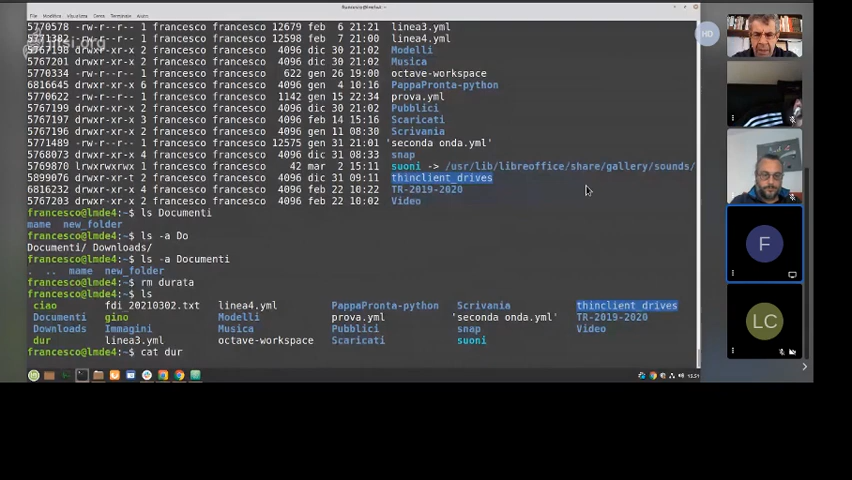 File Modifica Visualizza Cerca Terminale Aiuto
5770578 -rw-r--r-- 1 francesco francesco 12679 feb  6 21:21 linea3.yml
5771382 -rw-r--r-- 1 francesco francesco 12598 feb  7 21:00 linea4.yml
5767198 drwxr-xr-x 2 francesco francesco 4096 dic 30 21:02 Modelli
5767201 drwxr-xr-x 2 francesco francesco 4096 dic 30 21:02 Musica
5770334 -rw-r--r-- 1 francesco francesco 622 gen 26 19:00 octave-workspace
6816645 drwxr-xr-x 6 francesco francesco 4096 gen  4 10:16 PappaPronta-python
5770622 -rw-r--r-- 1 francesco francesco 1142 gen 15 22:34 prova.yml
5767199 drwxr-xr-x 2 francesco francesco 4096 dic 30 21:02 Pubblici
5767197 drwxr-xr-x 3 francesco francesco 4096 feb 14 15:16 Scaricati
5767196 drwxr-xr-x 2 francesco francesco 4096 gen 11 08:30 Scrivania
5771489 -rw-r--r-- 1 francesco francesco 12575 gen 31 21:01 'seconda onda.yml'
5768073 drwxr-xr-x 4 francesco francesco 4096 dic 31 08:33 snap
5769870 lrwxrwxrwx 1 francesco francesco 42 mar  2 15:11 suoni -> /usr/lib/libreoffice/share/gallery/sounds/
5899076 drwxr-xr-t 2 francesco francesco 4096 dic 31 09:11 thinclient_drives
6816232 drwxr-xr-x 4 francesco francesco 4096 feb 22 10:22 TR-2019-2020
5767203 drwxr-xr-x 2 francesco francesco 4096 feb 22 10:02 Video
francesco@lmde4:~$ ls Documenti
mame new_folder
francesco@lmde4:~$ ls -a Do
Documenti/ Downloads/
francesco@lmde4:~$ ls -a Documenti
. .. mame new_folder
francesco@lmde4:~$ rm durata
francesco@lmde4:~$ ls
ciao fdi_20210302.txt linea4.yml PappaPronta-python Scrivania thinclient_drives
Documenti gino Modelli prova.yml 'seconda onda.yml' TR-2019-2020
Downloads Immagini Musica Pubblici snap Video
dur linea3.yml octave-workspace Scaricati suoni
francesco@lmde4:~$ cat dur
15:51
HD
F
LC